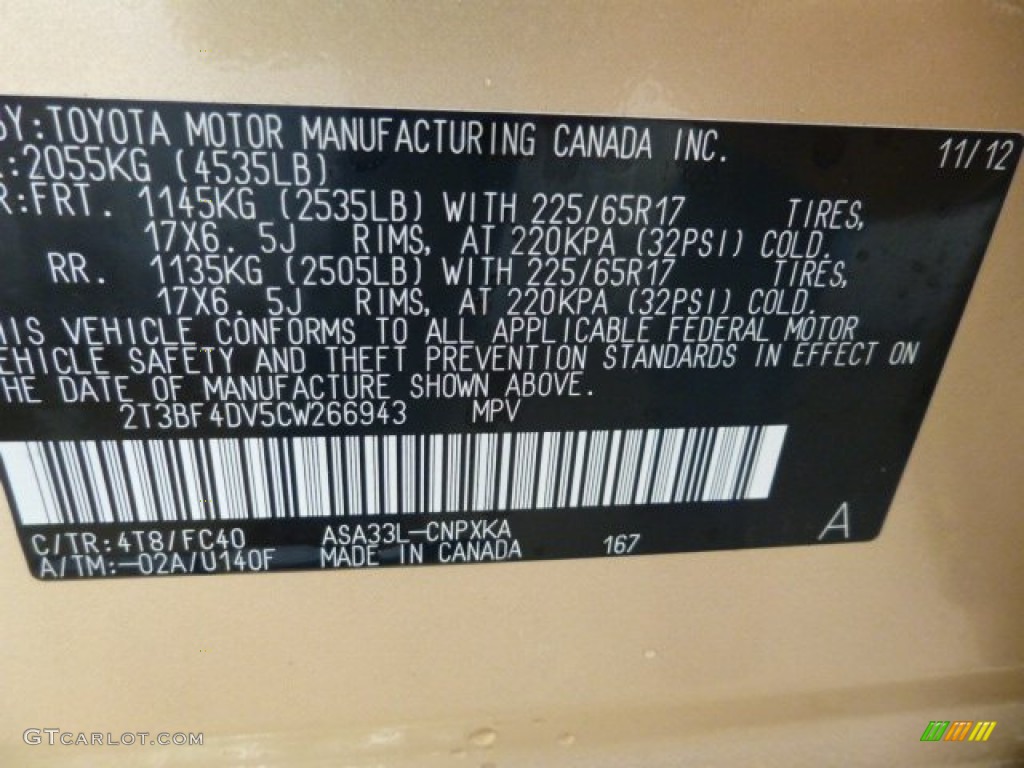 BY:TOYOTA MOTOR MANUFACTURING CANADA INC. 11/12
:2055KG (4535LB)
R:FRT. 1145KG (2535LB) WITH 225/65R17 TIRES,
17X6.5J RIMS, AT 220KPA (32PSI) COLD.
RR. 1135KG (2505LB) WITH 225/65R17 TIRES,
17X6.5J RIMS, AT 220KPA (32PSI) COLD.
HIS VEHICLE CONFORMS TO ALL APPLICABLE FEDERAL MOTOR
EHICLE SAFETY AND THEFT PREVENTION STANDARDS IN EFFECT ON
THE DATE OF MANUFACTURE SHOWN ABOVE.
2T3BF4DV5CW266943 MPV
C/TR:4T8/FC40 ASA33L-CNPXKA
A/TM:-02A/U140F MADE IN CANADA 167 A
GTCARLOT.COM